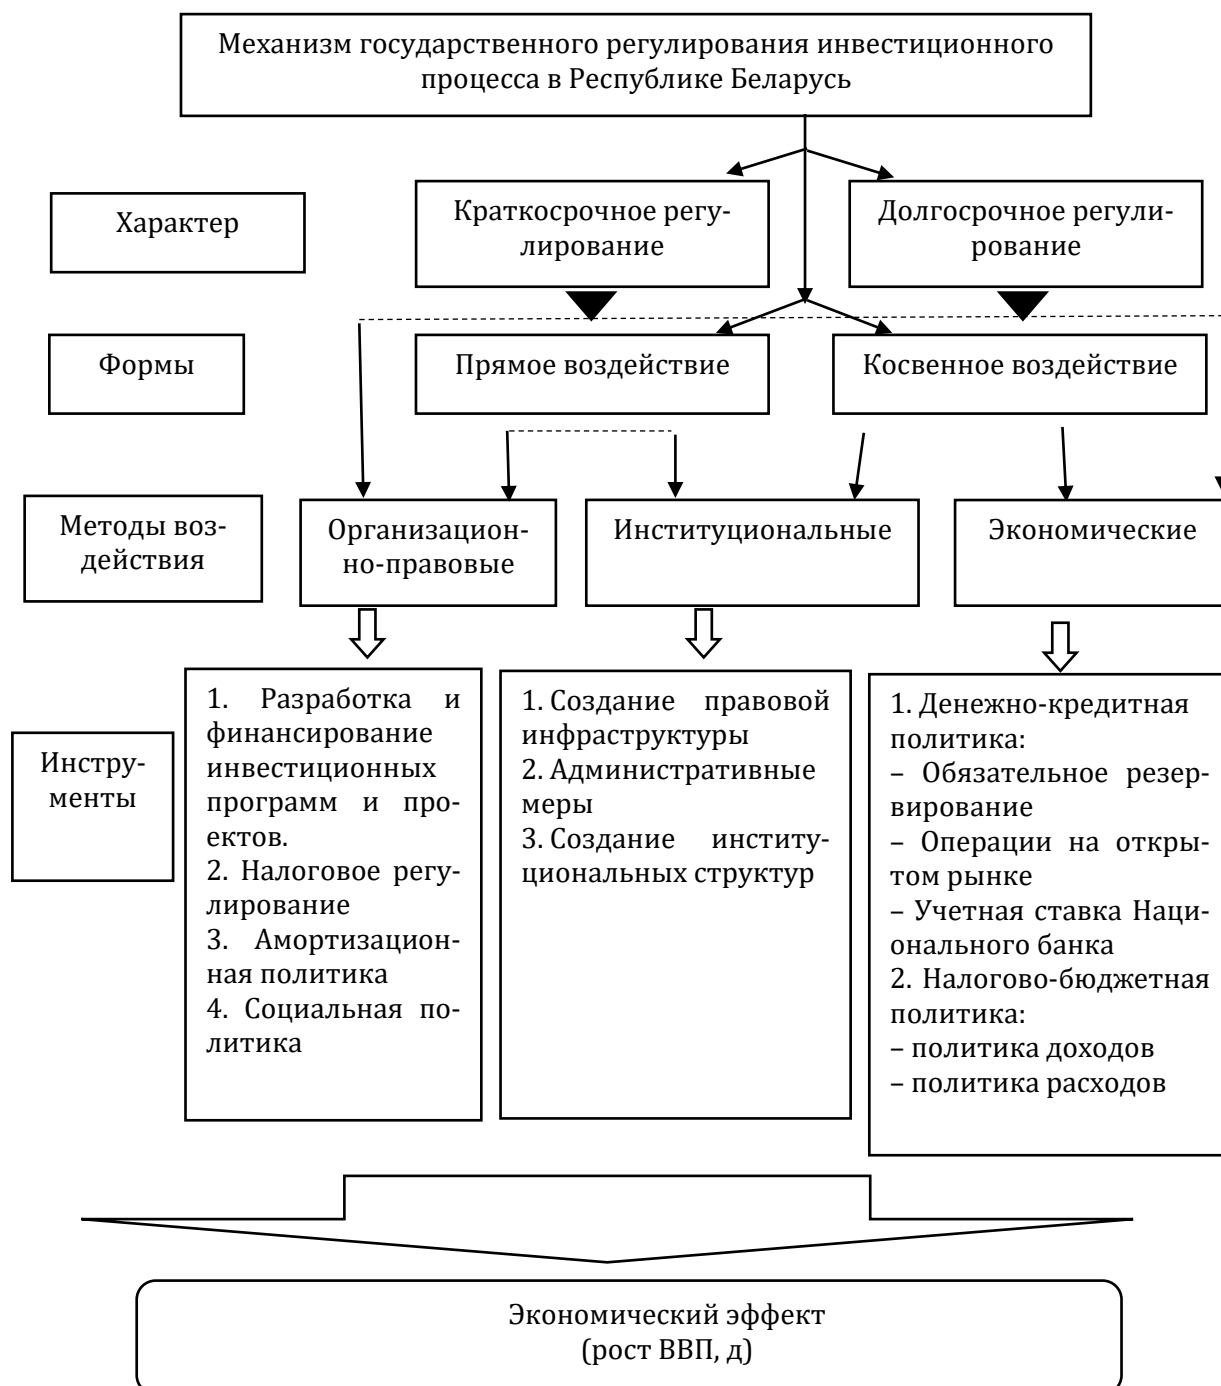 Механизм государственного регулирования инвестиционного
процесса в Республике Беларусь
Характер
Краткосрочное регу-
лирование
Долгосрочное регули-
рование
Формы
Прямое воздействие
Косвенное воздействие
Методы воз-
действия
Организацион-
но-правовые
Институциональные
Экономические
Инстру-
менты
1. Разработка и
финансирование
инвестиционных
программ и про-
ектов.
2. Налоговое регу-
лирование
3. Амортизацион-
ная политика
4. Социальная по-
литика
1. Создание правовой
инфраструктуры
2. Административные
меры
3. Создание институ-
циональных структур
1. Денежно-кредитная
политика:
– Обязательное резер-
вирование
– Операции на откры-
том рынке
– Учетная ставка Наци-
онального банка
2. Налогово-бюджетная
политика:
– политика доходов
– политика расходов
Экономический эффект
(рост ВВП, д)